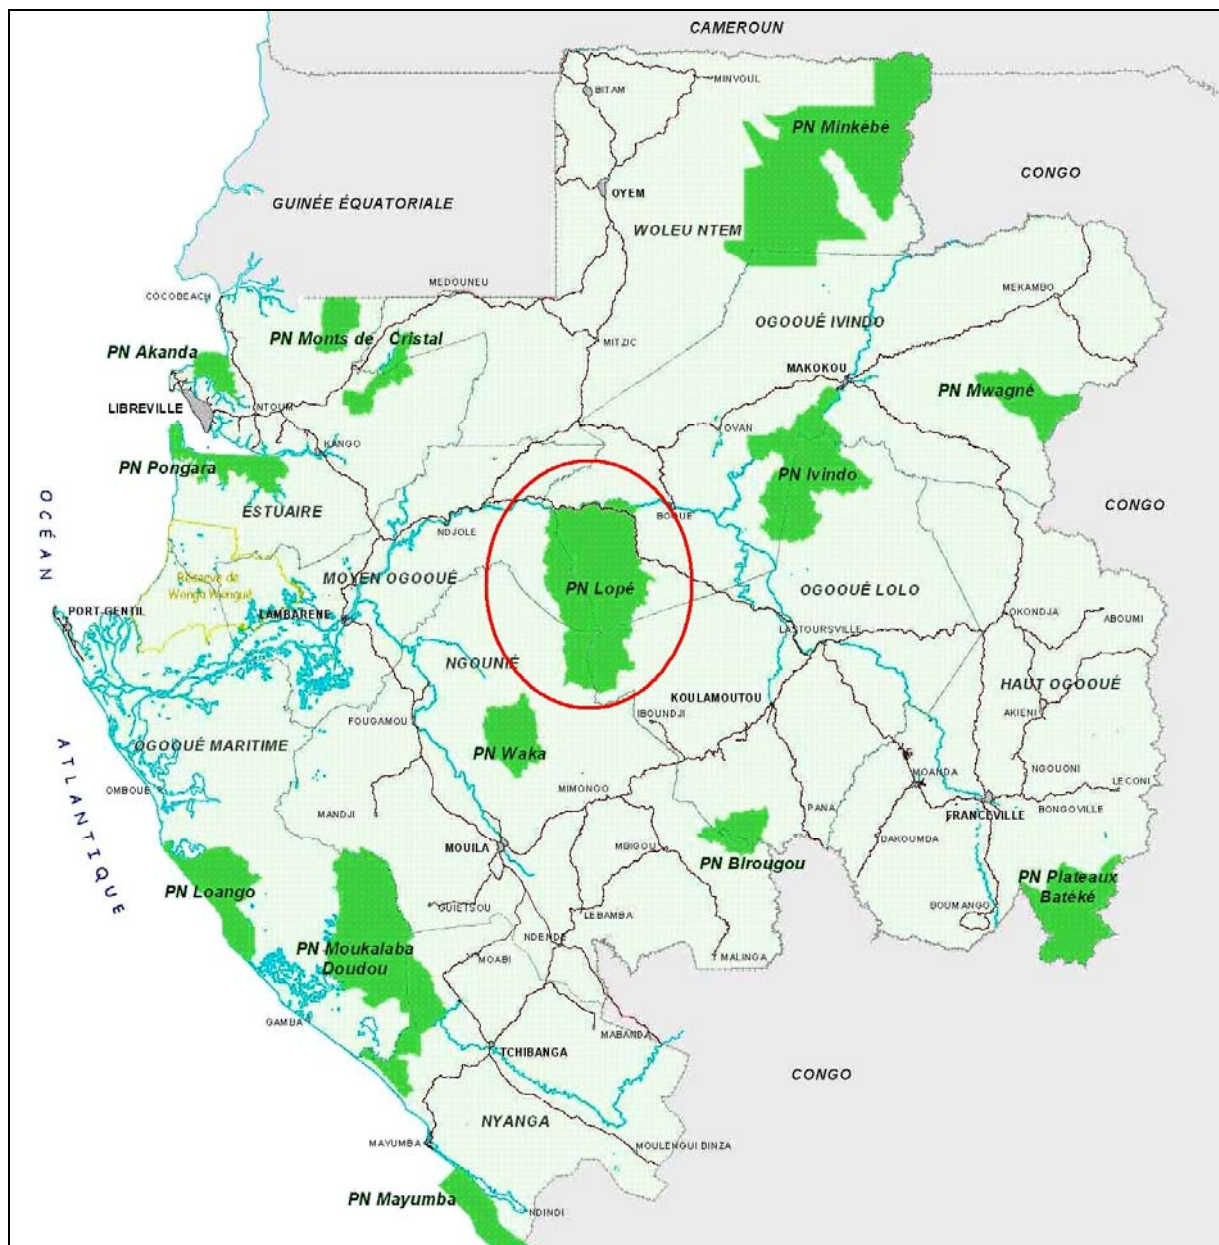 CAMEROUN
MINVOUL
BITAM
PN Minkébé
CONGO
OYEM
GUINÉE ÉQUATORIALE
WOLEU NTEM
MEDOUNEU
COCOBEACH
MEKAMBO
OGOOUÉ IVINDO
PN Monts de Cristal
MITZIC
PN Akanda
MAKOKOU
PN Mwagné
LIBREVILLE
NTOUM
OVAN
KANGO
PN Pongara
PN Ivindo
OCÉAN
ESTUAIRE
CONGO
BOOUE
NDJOLE
MOYEN OGOOUÉ
Réserve de
Wonga Wongué
PN Lopé
OGOOUÉ LOLO
PORT-GENTIL
LAMBARENE
OKONDJA
ABOUMI
LASTOURSVILLE
NGOUNIÉ
HAUT OGOOUÉ
KOULAMOUTOU
AKIENI
IBOUNDJI
FOUGAMOU
OGOOUÉ MARITIME
PN Waka
ATLANTIQUE
NGOUONI
MOANDA
LECONI
OMBOUE
MIMONGO
MANDJI
PANA
BONGOVILLE
FRANCEVILLE
DAKOUMDA
MOUILA
MBIGOU
PN Birougou
PN Plateaux
Batéké
PN Loango
BOUMANGO
GUIETSOU
LEBAMBA
NDENDE
PN Moukalaba
Doudou
MOABI
MALINGA
GAMBA
MABANDA
TCHIBANGA
CONGO
NYANGA
MAYUMBA
MOULENGUI BINZA
PN Mayumba
NDINDI